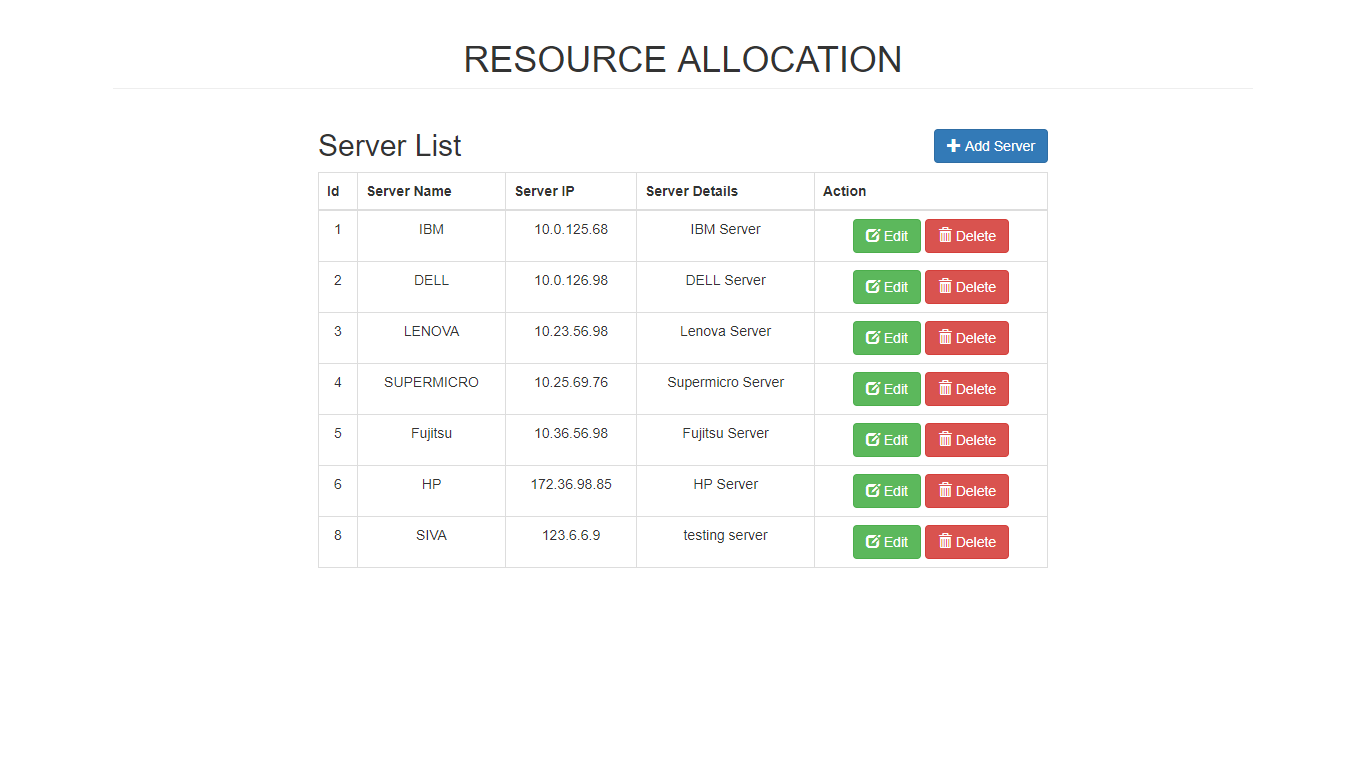 RESOURCE ALLOCATION
Server List
Add Server
Id Server Name Server IP Server Details Action
1 IBM 10.0.125.68 IBM Server Edit Delete
2 DELL 10.0.126.98 DELL Server Edit Delete
3 LENOVA 10.23.56.98 Lenova Server Edit Delete
4 SUPERMICRO 10.25.69.76 Supermicro Server Edit Delete
5 Fujitsu 10.36.56.98 Fujitsu Server Edit Delete
6 HP 172.36.98.85 HP Server Edit Delete
8 SIVA 123.6.6.9 testing server Edit Delete